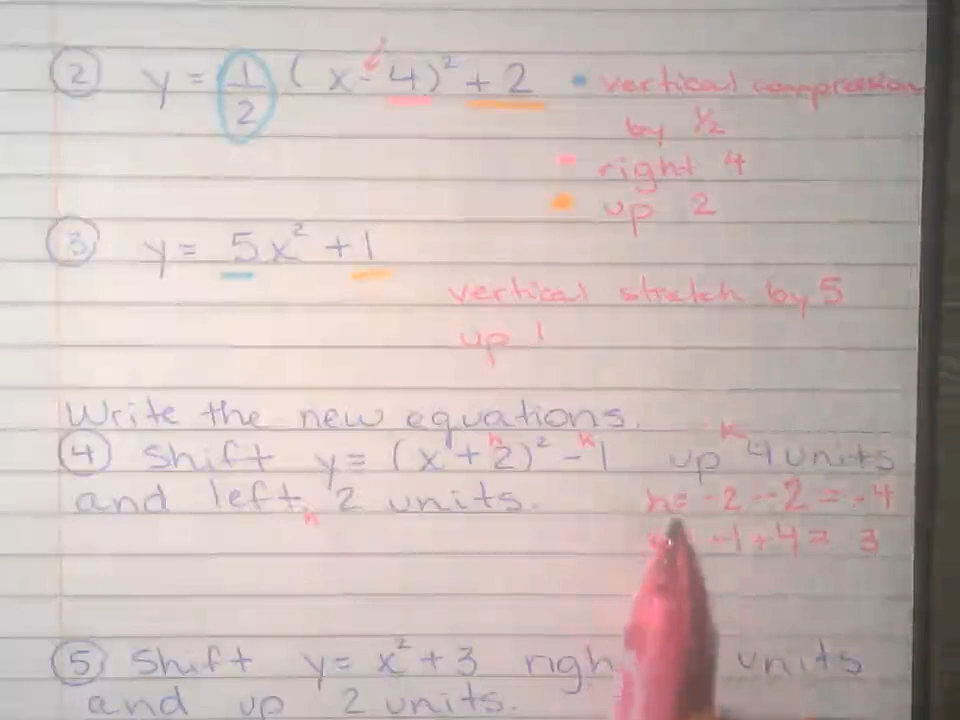 ② y = 1/2 (x - 4)² + 2 • vertical compression
by 1/2
• right 4
• up 2
③ y = 5x² + 1
vertical stretch by 5
up 1
Write the new equations.
④ Shift y = (x + 2)² - 1 up 4 units
h k k
and left 2 units. h = -2 - 2 = -4
h
-1 + 4 = 3
⑤ Shift y = x² + 3 units
and up 2 units.